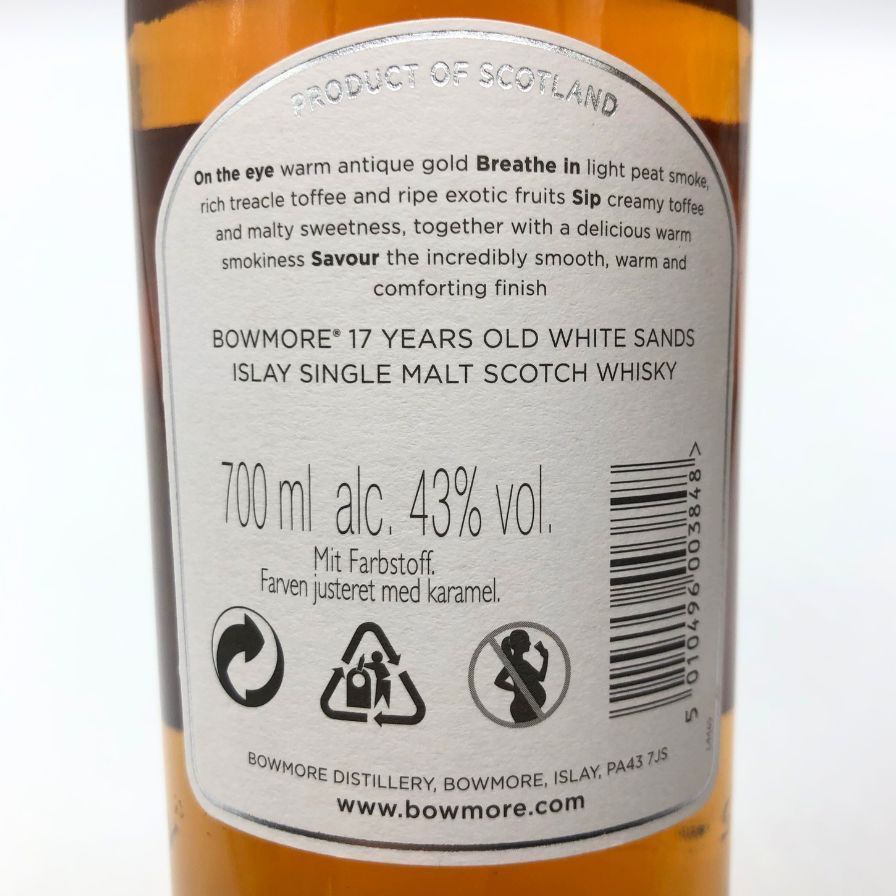 PRODUCT OF SCOTLAND
On the eye warm antique gold Breathe in light peat smoke,
rich treacle toffee and ripe exotic fruits Sip creamy toffee
and malty sweetness, together with a delicious warm
smokiness Savour the incredibly smooth, warm and
comforting finish
BOWMORE® 17 YEARS OLD WHITE SANDS
ISLAY SINGLE MALT SCOTCH WHISKY
700 ml alc. 43% vol.
Mit Farbstoff.
Farven justeret med karamel.
5 010496 003848 >
BOWMORE DISTILLERY, BOWMORE, ISLAY, PA43 7JS
www.bowmore.com